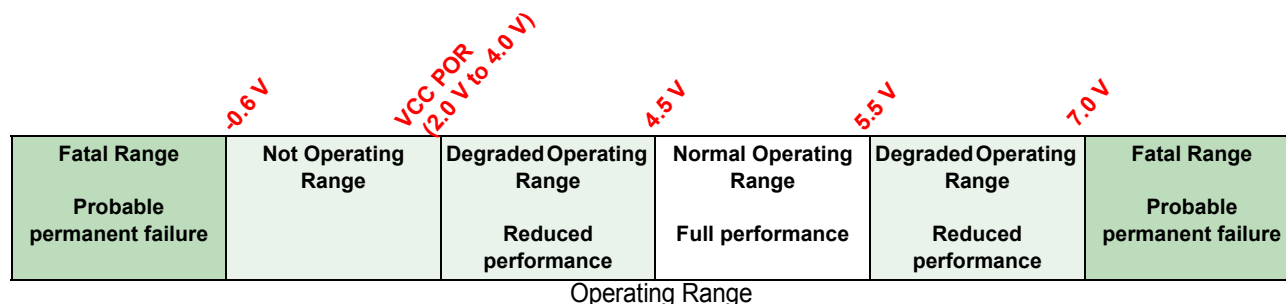 -0.6 V
VCC POR
(2.0 V to 4.0 V)
4.5 V
5.5 V
7.0 V
Fatal Range
Probable
permanent failure
Not Operating
Range
Degraded Operating
Range
Reduced
performance
Normal Operating
Range
Full performance
Degraded Operating
Range
Reduced
performance
Fatal Range
Probable
permanent failure
Operating Range